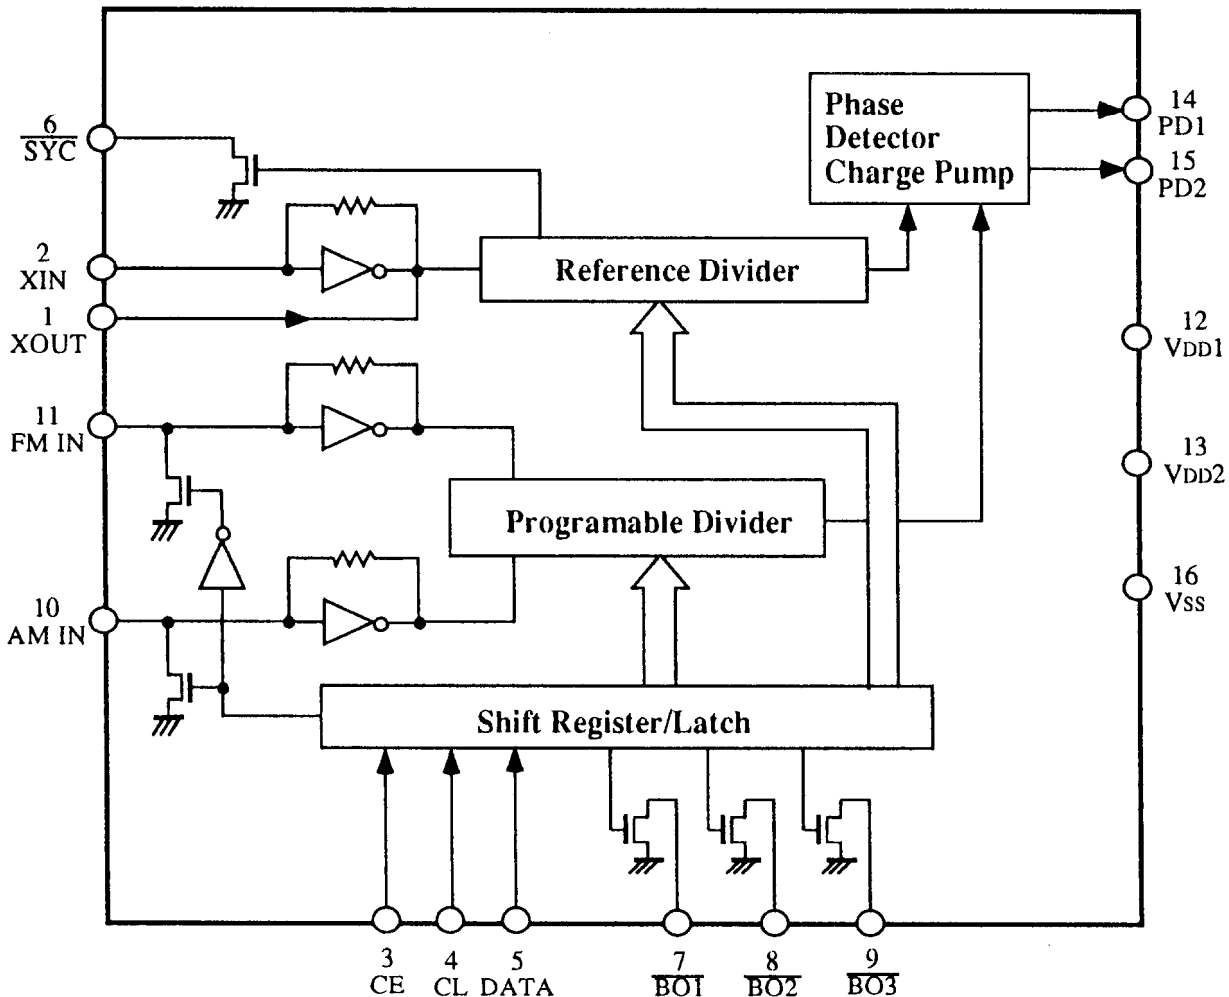 6
SYC
2
XIN
1
XOUT
11
FM IN
10
AM IN
Phase
Detector
Charge Pump
Reference Divider
Programable Divider
Shift Register/Latch
14
PD1
15
PD2
12
VDD1
13
VDD2
16
VSS
3
CE
4
CL
5
DATA
7
BO1
8
BO2
9
BO3